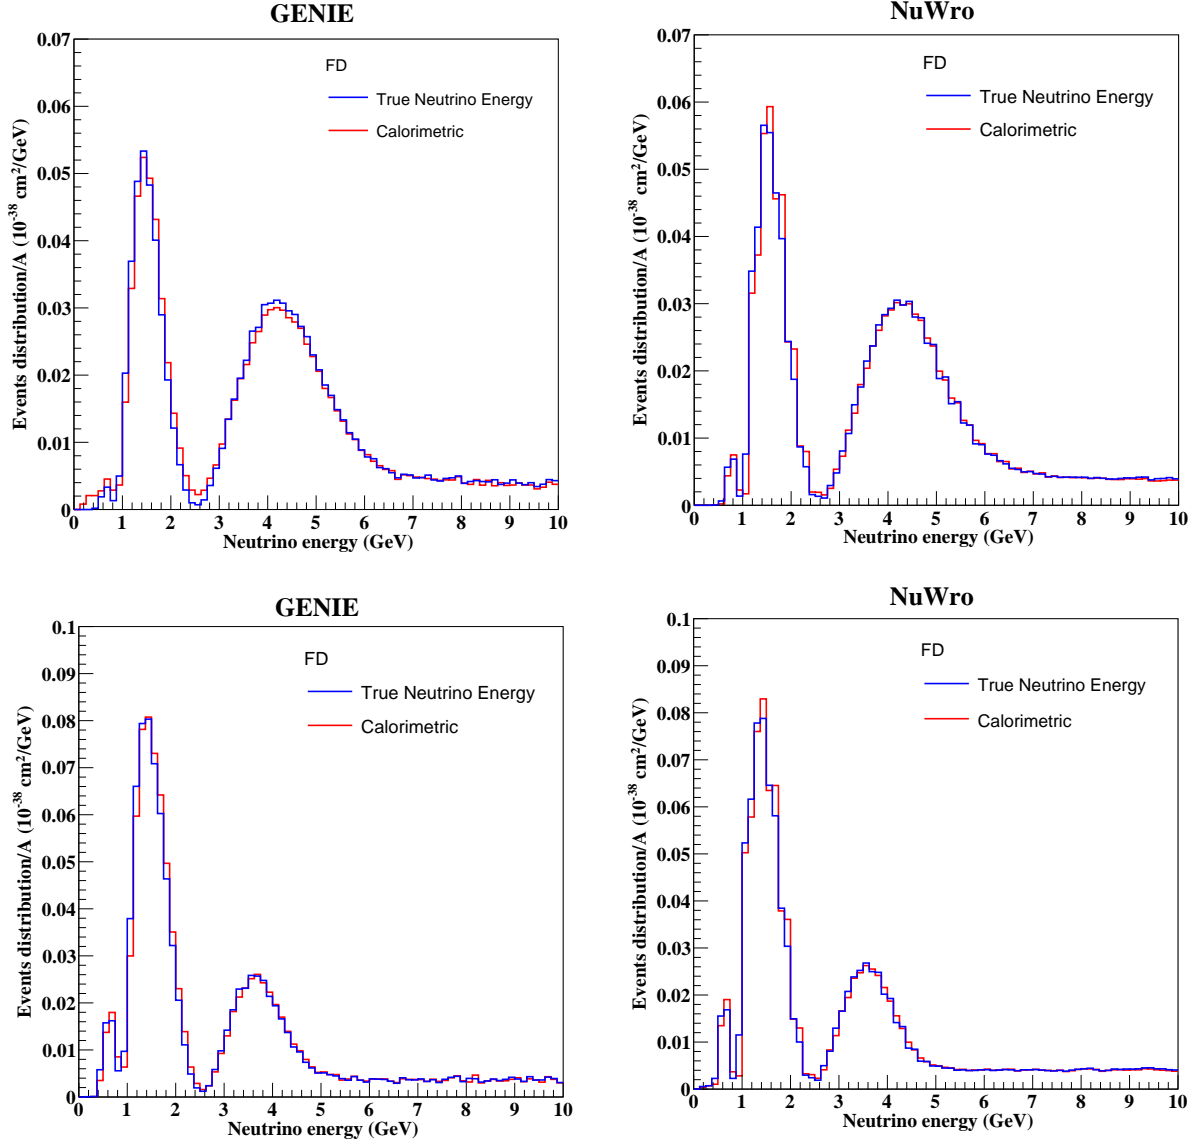 GENIE
Events distribution/A (10⁻³⁸ cm²/GeV)
0.07
0.06
0.05
0.04
0.03
0.02
0.01
0
FD
True Neutrino Energy
Calorimetric
0 1 2 3 4 5 6 7 8 9 10
Neutrino energy (GeV)
NuWro
Events distribution/A (10⁻³⁸ cm²/GeV)
0.07
0.06
0.05
0.04
0.03
0.02
0.01
0
FD
True Neutrino Energy
Calorimetric
0 1 2 3 4 5 6 7 8 9 10
Neutrino energy (GeV)
GENIE
Events distribution/A (10⁻³⁸ cm²/GeV)
0.1
0.09
0.08
0.07
0.06
0.05
0.04
0.03
0.02
0.01
0
FD
True Neutrino Energy
Calorimetric
0 1 2 3 4 5 6 7 8 9 10
Neutrino energy (GeV)
NuWro
Events distribution/A (10⁻³⁸ cm²/GeV)
0.1
0.09
0.08
0.07
0.06
0.05
0.04
0.03
0.02
0.01
0
FD
True Neutrino Energy
Calorimetric
0 1 2 3 4 5 6 7 8 9 10
Neutrino energy (GeV)